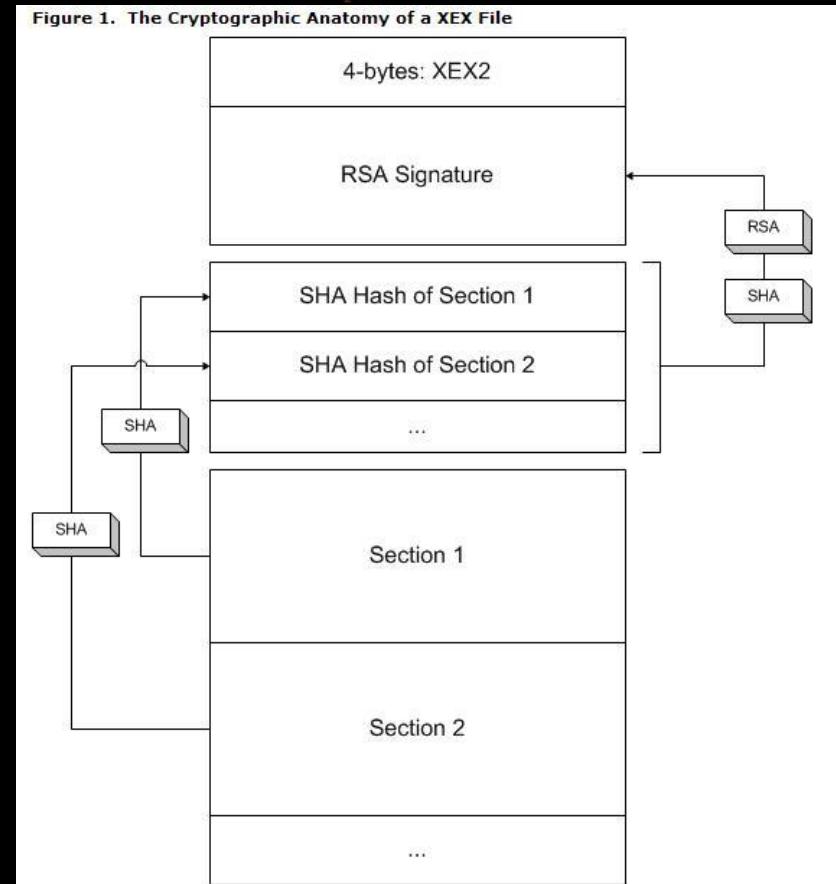 Figure 1. The Cryptographic Anatomy of a XEX File
4-bytes: XEX2
RSA Signature
RSA
SHA
SHA Hash of Section 1
SHA Hash of Section 2
...
SHA
SHA
Section 1
Section 2
...